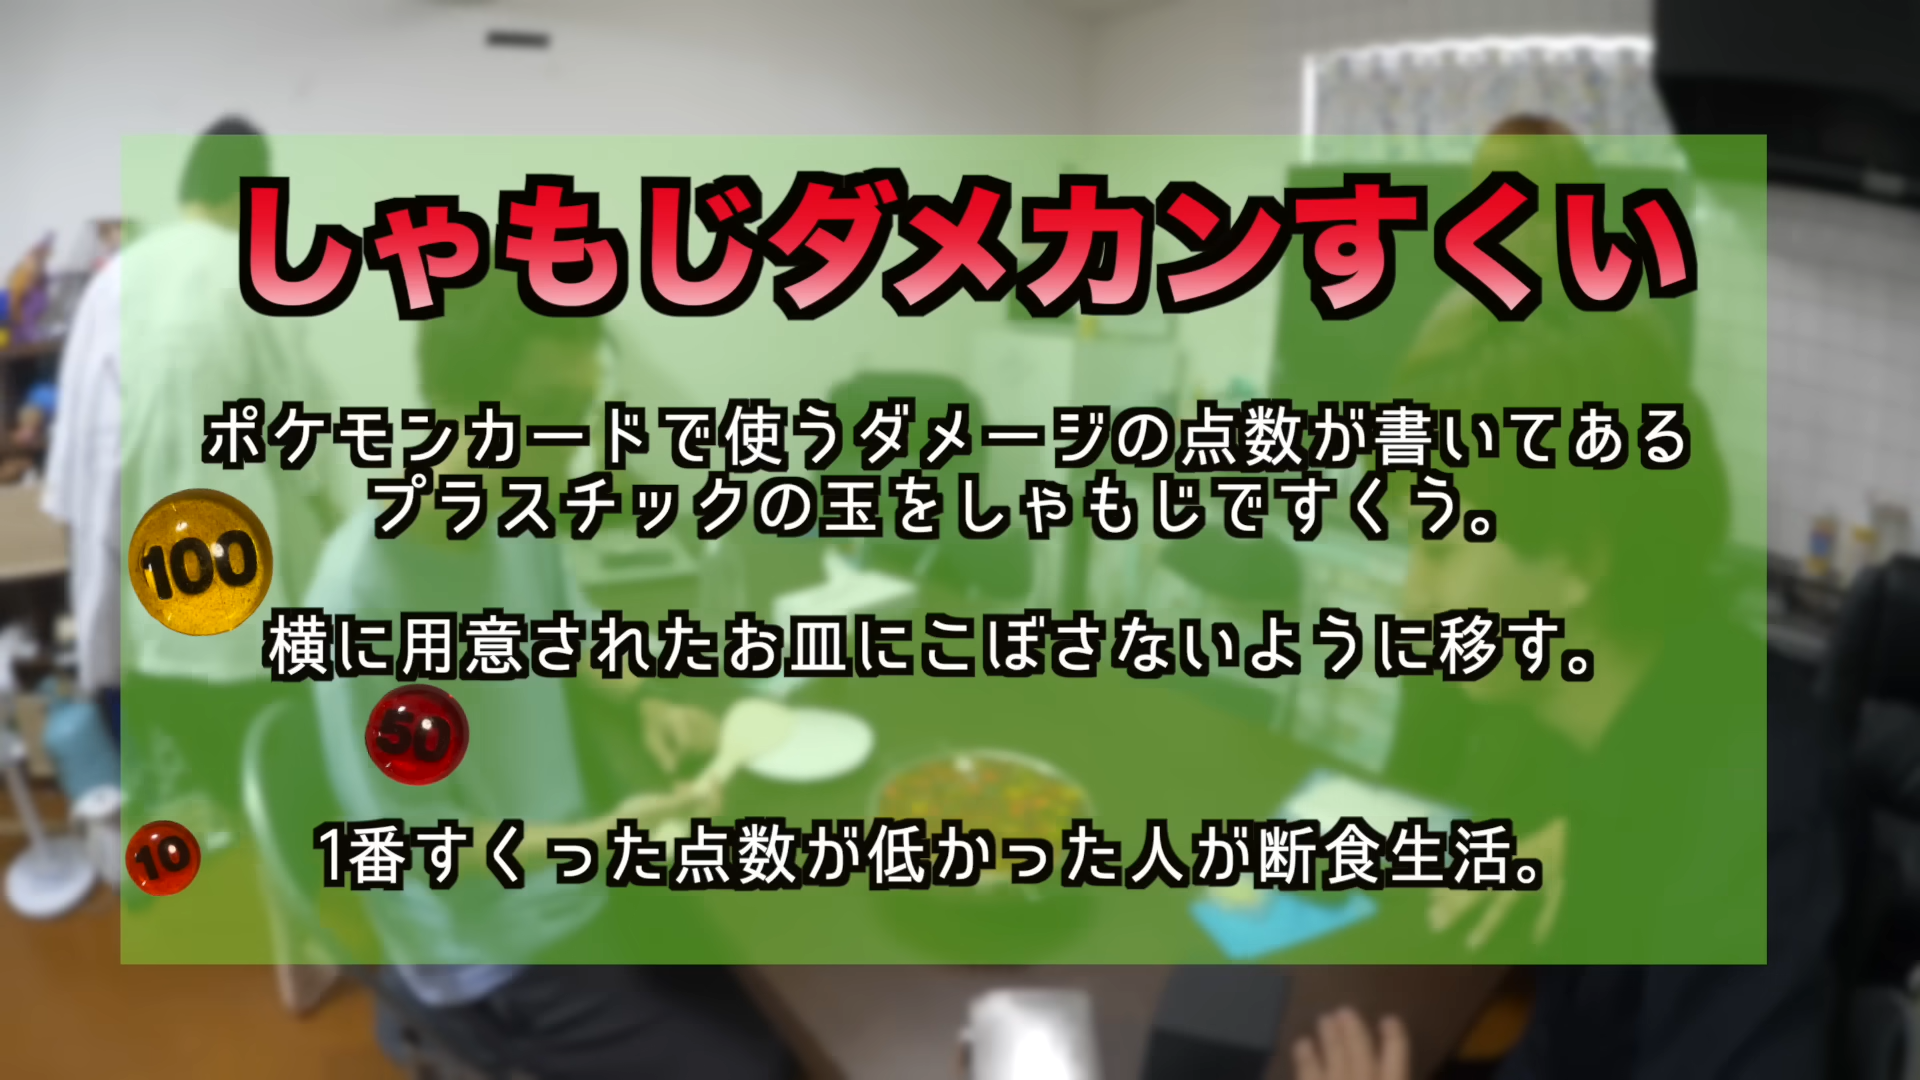 しゃもじダメカンすくい
ポケモンカードで使うダメージの点数が書いてある
プラスチックの玉をしゃもじですくう。
100
横に用意されたお皿にこぼさないように移す。
50
10
1番すくった点数が低かった人が断食生活。